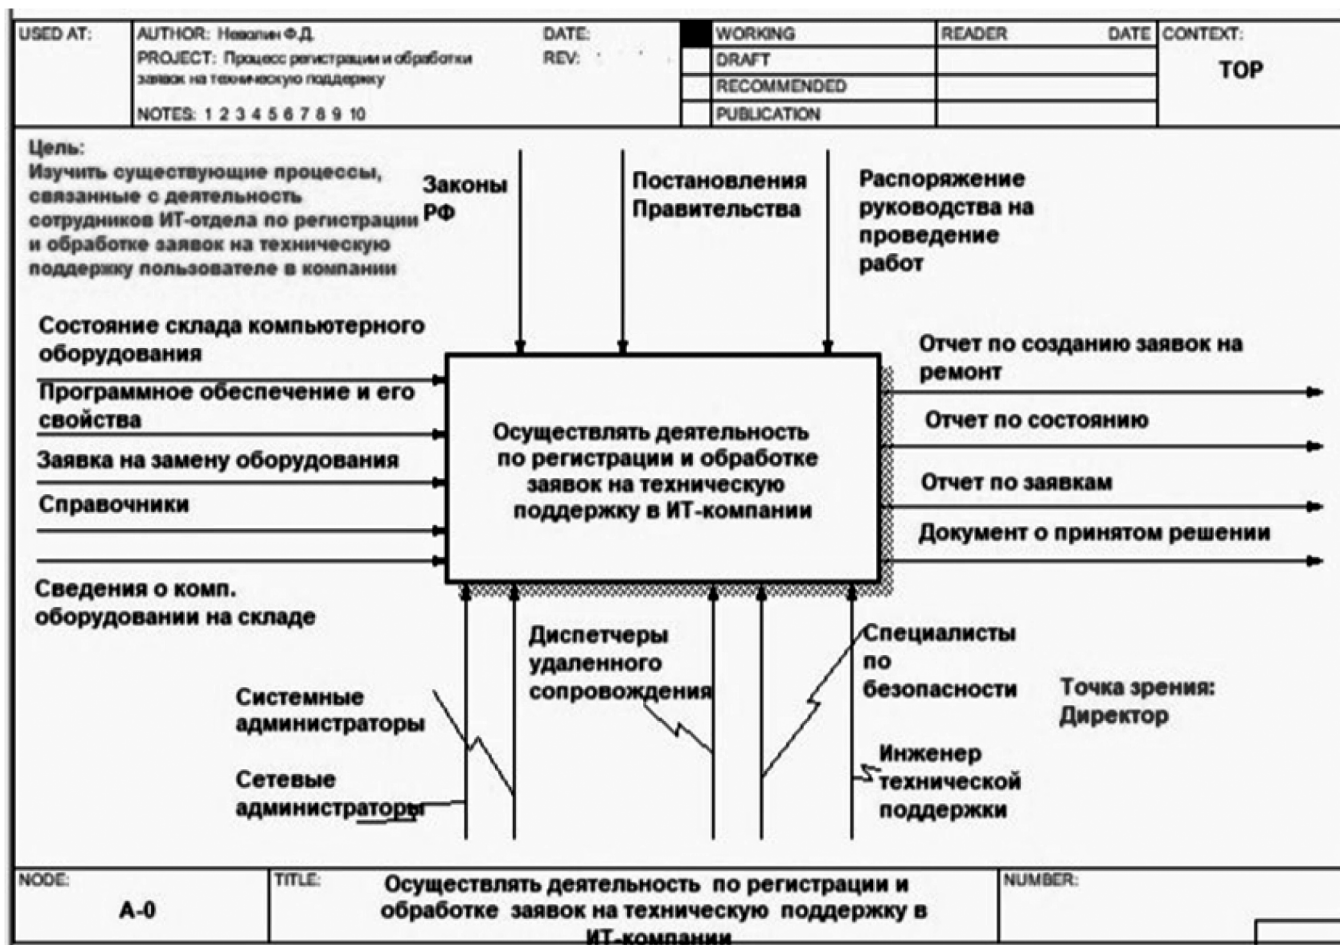 USED AT:
AUTHOR: Неволин Ф.Д.
DATE:
PROJECT: Процесс регистрации и обработки
заявок на техническую поддержку
REV:
NOTES: 1 2 3 4 5 6 7 8 9 10
WORKING
DRAFT
RECOMMENDED
PUBLICATION
READER
DATE
CONTEXT:
TOP
Цель:
Изучить существующие процессы,
связанные с деятельность
сотрудников ИТ-отдела по регистрации
и обработке заявок на техническую
поддержку пользователе в компании
Законы
РФ
Постановления
Правительства
Распоряжение
руководства на
проведение
работ
Состояние склада компьютерного
оборудования
Программное обеспечение и его
свойства
Заявка на замену оборудования
Справочники
Сведения о комп.
оборудовании на складе
Осуществлять деятельность
по регистрации и обработке
заявок на техническую
поддержку в ИТ-компании
Отчет по созданию заявок на
ремонт
Отчет по состоянию
Отчет по заявкам
Документ о принятом решении
Системные
администраторы
Сетевые
администраторы
Диспетчеры
удаленного
сопровождения
Специалисты
по
безопасности
Инженер
технической
поддержки
Точка зрения:
Директор
NODE:
A-0
TITLE:
Осуществлять деятельность по регистрации и
обработке заявок на техническую поддержку в
ИТ-компании
NUMBER: